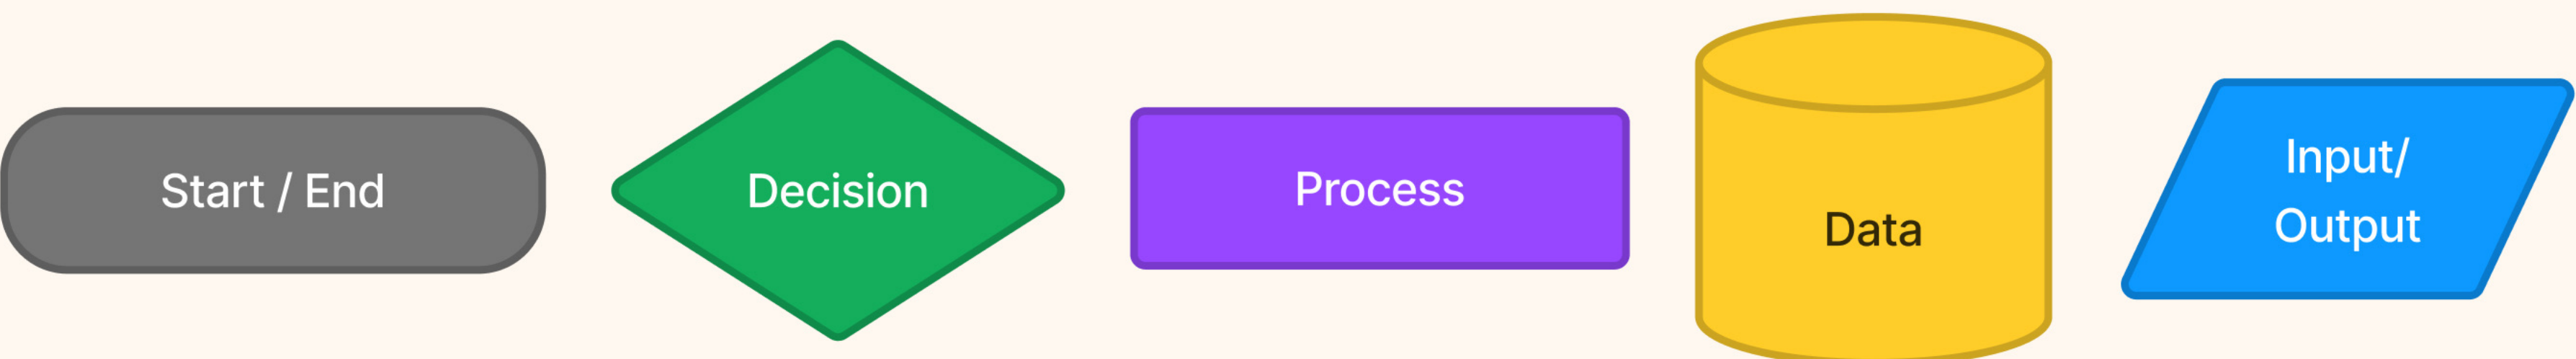 Start / End
Decision
Process
Data
Input/
Output